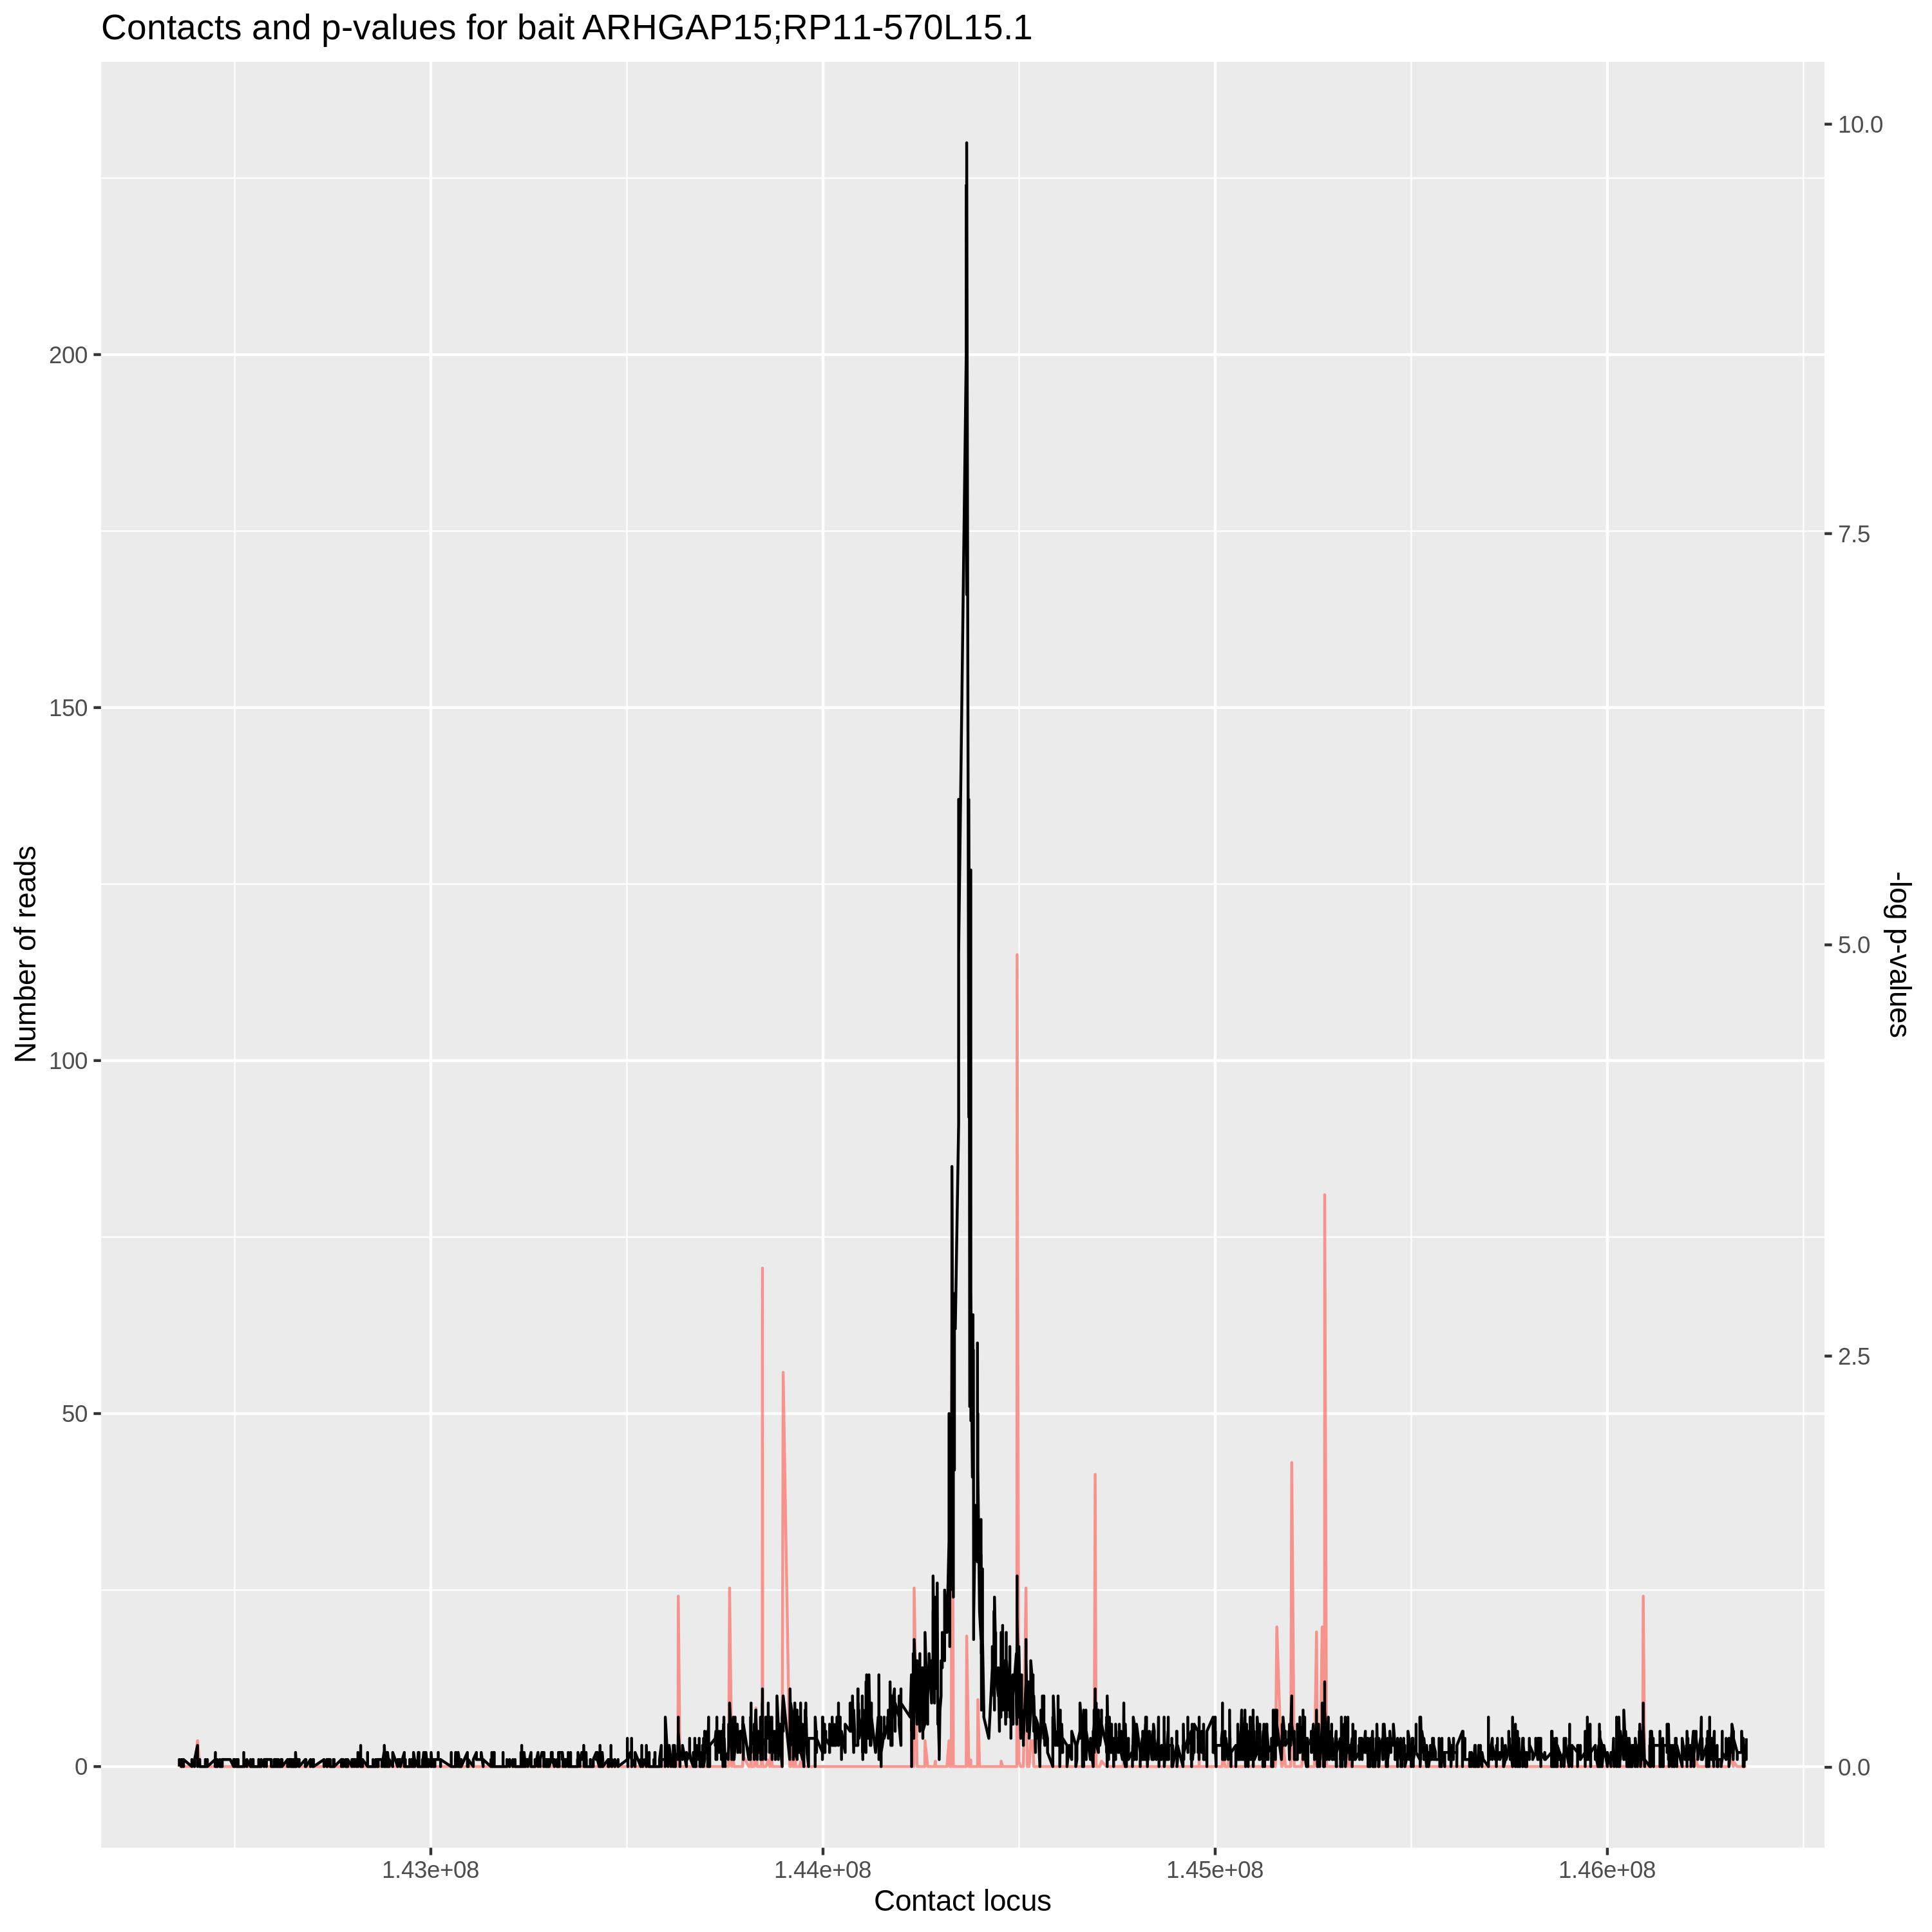 Contacts and p-values for bait ARHGAP15;RP11-570L15.1
Number of reads
200
150
100
50
0
10.0
7.5
5.0
2.5
0.0
-log p-values
1.43e+08 1.44e+08 1.45e+08 1.46e+08
Contact locus